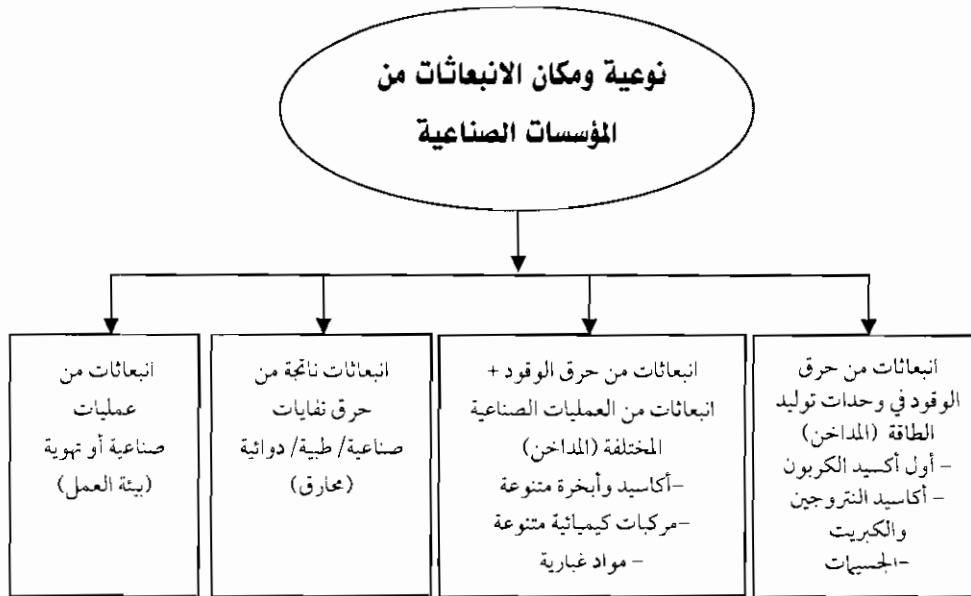 نوعية ومكان الانبعاثات من
المؤسسات الصناعية
انبعاثات من حرق
الوقود في وحدات توليد
الطاقة (المداخن)
– أول أكسيد الكربون
– أكاسيد النتروجين
والكبريت
–الجسيمات
انبعاثات من حرق الوقود +
انبعاثات من العمليات الصناعية
المختلفة (المداخن)
–أكاسيد وأبخرة متنوعة
–مركبات كيميائية متنوعة
– مواد غبارية
انبعاثات ناتجة من
حرق نفايات
صناعية/ طبية/ دوائية
(محارق)
انبعاثات من
عمليات
صناعية أو تهوية
(بيئة العمل)